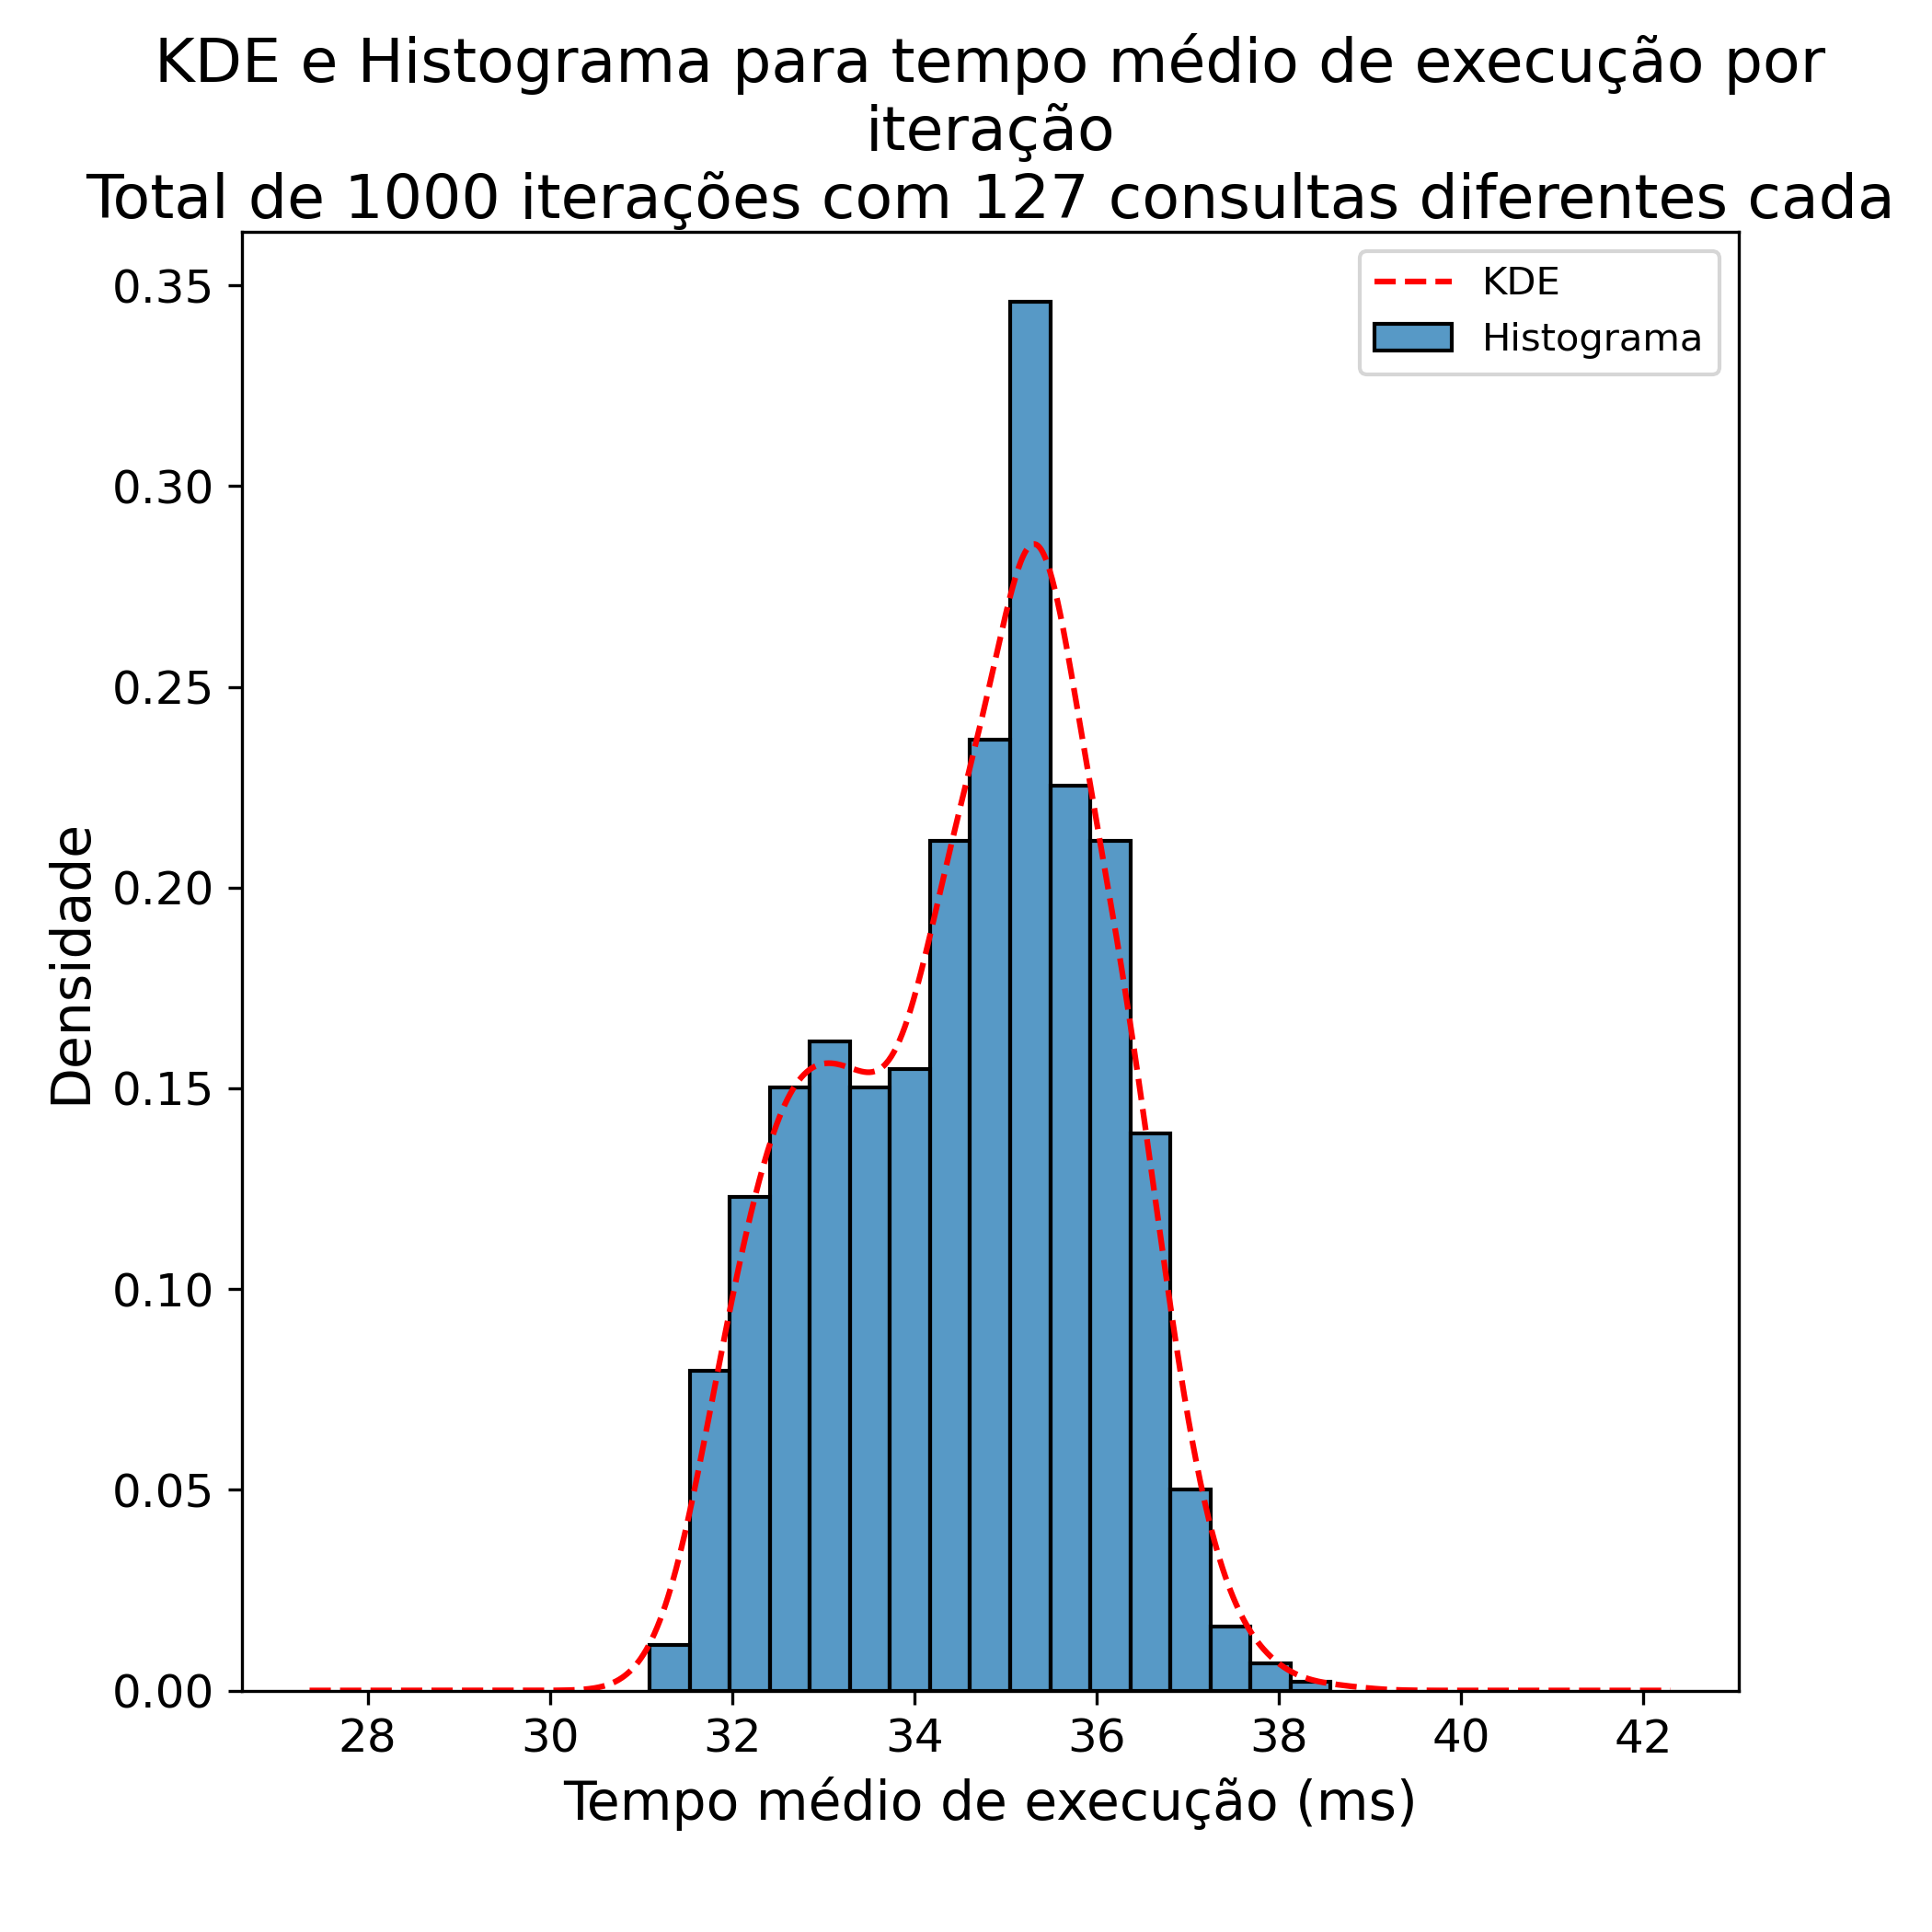 KDE e Histograma para tempo médio de execução por
iteração
Total de 1000 iterações com 127 consultas diferentes cada
KDE
Histograma
0.35
0.30
0.25
0.20
0.15
0.10
0.05
0.00
Densidade
28 30 32 34 36 38 40 42
Tempo médio de execução (ms)